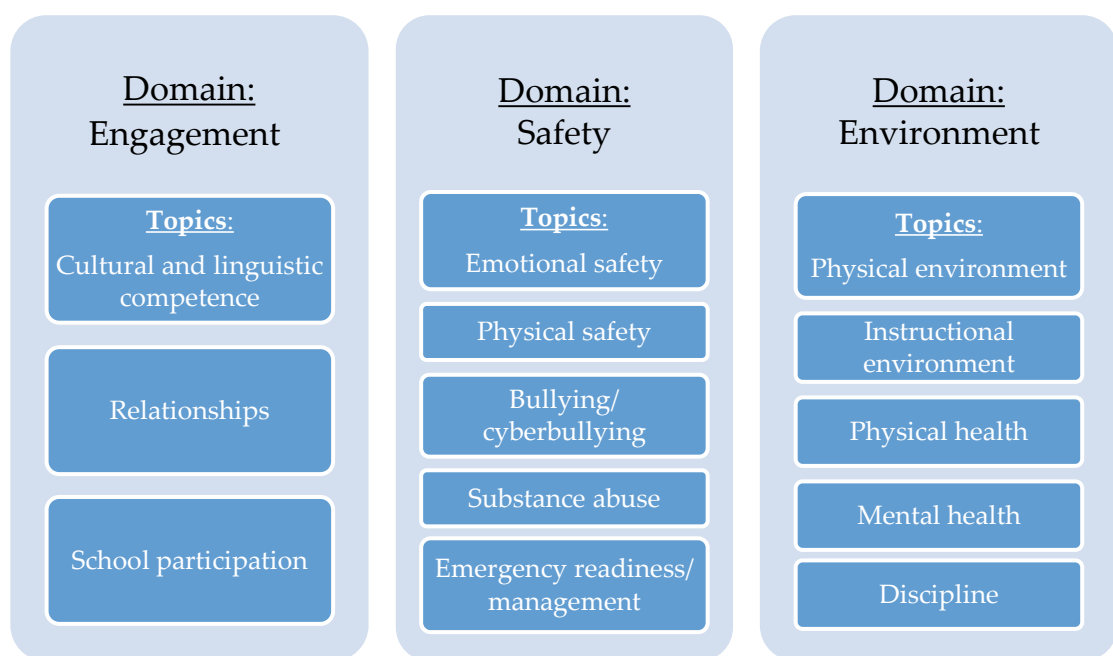 Domain:
Engagement
Topics:
Cultural and linguistic
competence
Relationships
School participation
Domain:
Safety
Topics:
Emotional safety
Physical safety
Bullying/
cyberbullying
Substance abuse
Emergency readiness/
management
Domain:
Environment
Topics:
Physical environment
Instructional
environment
Physical health
Mental health
Discipline